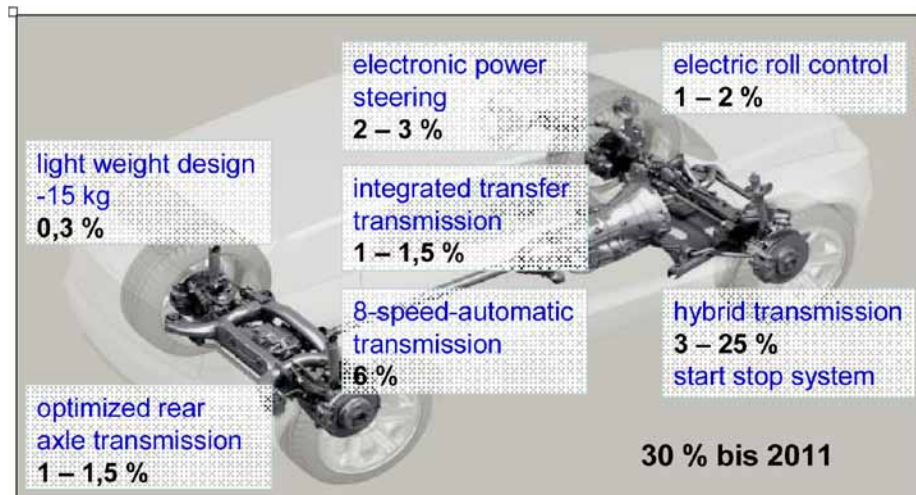 electronic power
steering
2 – 3 %
electric roll control
1 – 2 %
light weight design
-15 kg
0,3 %
integrated transfer
transmission
1 – 1,5 %
8-speed-automatic
transmission
6 %
hybrid transmission
3 – 25 %
start stop system
optimized rear
axle transmission
1 – 1,5 %
30 % bis 2011